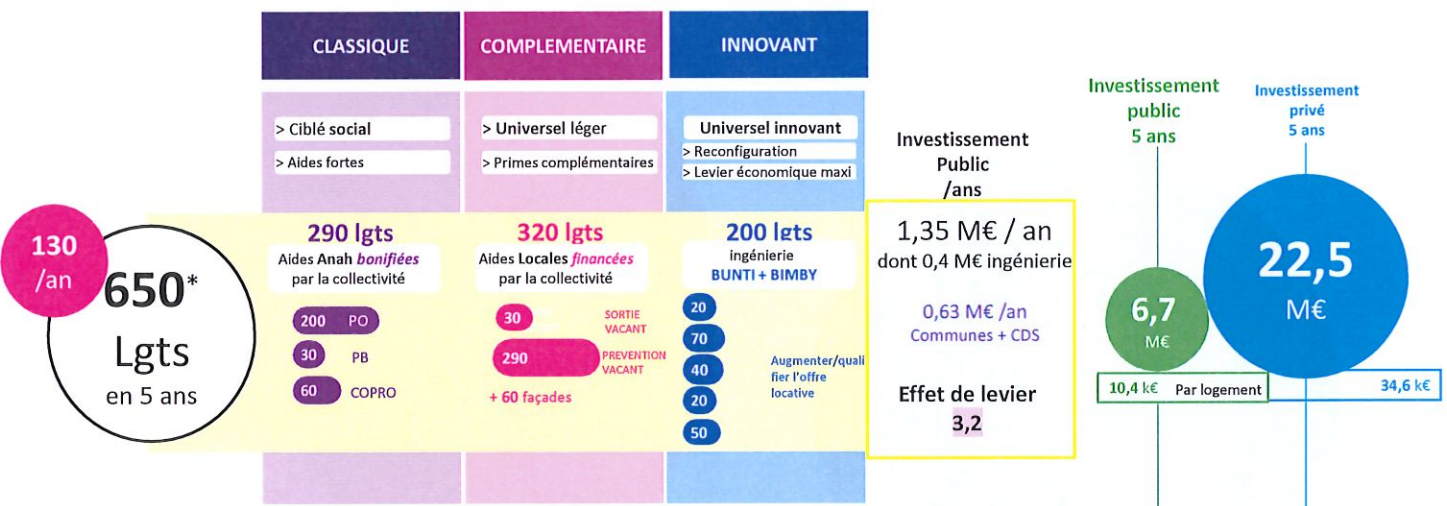 CLASSIQUE
COMPLEMENTAIRE
INNOVANT
> Ciblé social
> Aides fortes
> Universel léger
> Primes complémentaires
Universel innovant
> Reconfiguration
> Levier économique maxi
Investissement
Public
/ans
Investissement
public
5 ans
Investissement
privé
5 ans
130
/an
650*
Lgts
en 5 ans
290 lgts
Aides Anah bonifiées
par la collectivité
200 PO
30 PB
60 COPRO
320 lgts
Aides Locales financées
par la collectivité
30
SORTIE
VACANT
290
PREVENTION
VACANT
+ 60 façades
200 lgts
ingénierie
BUNTI + BIMBY
20
70
40
20
50
Augmenter/quali
fier l'offre
locative
1,35 M€ / an
dont 0,4 M€ ingénierie
0,63 M€ /an
Communes + CDS
Effet de levier
3,2
6,7
M€
22,5
M€
10,4 k€ Par logement
34,6 k€